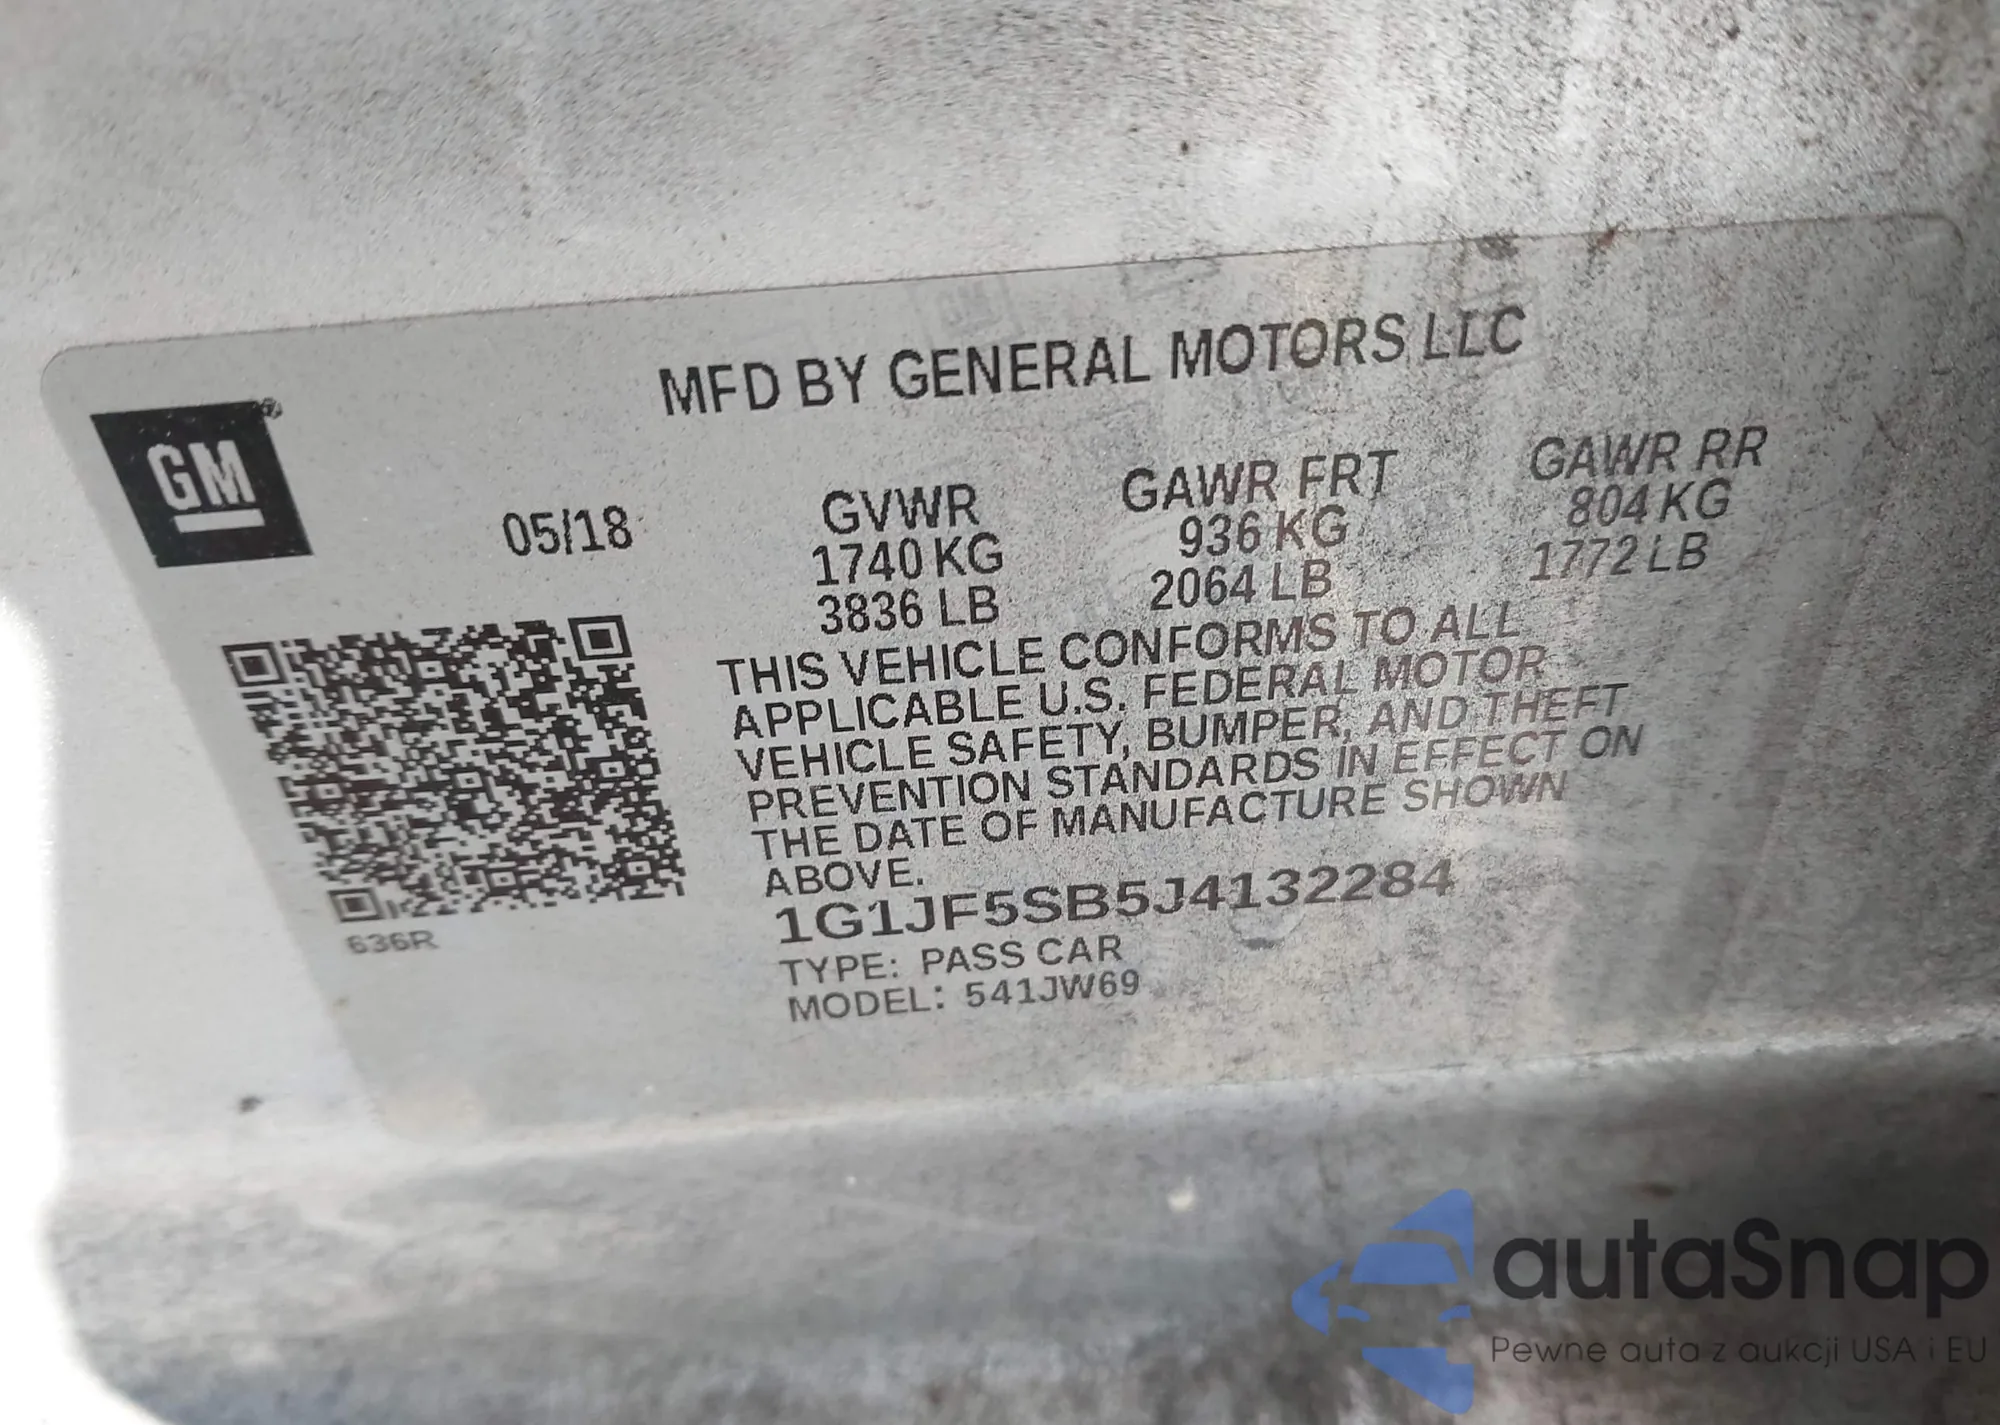 MFD BY GENERAL MOTORS LLC
GM
05/18
GVWR
1740 KG
3836 LB
GAWR FRT
936 KG
2064 LB
GAWR RR
804 KG
1772 LB
THIS VEHICLE CONFORMS TO ALL
APPLICABLE U.S. FEDERAL MOTOR
VEHICLE SAFETY, BUMPER, AND THEFT
PREVENTION STANDARDS IN EFFECT ON
THE DATE OF MANUFACTURE SHOWN
ABOVE.
1G1JF5SB5J4132284
TYPE: PASS CAR
MODEL: 541JW69
636R
autaSnap
Pewne auta z aukcji USA i EU